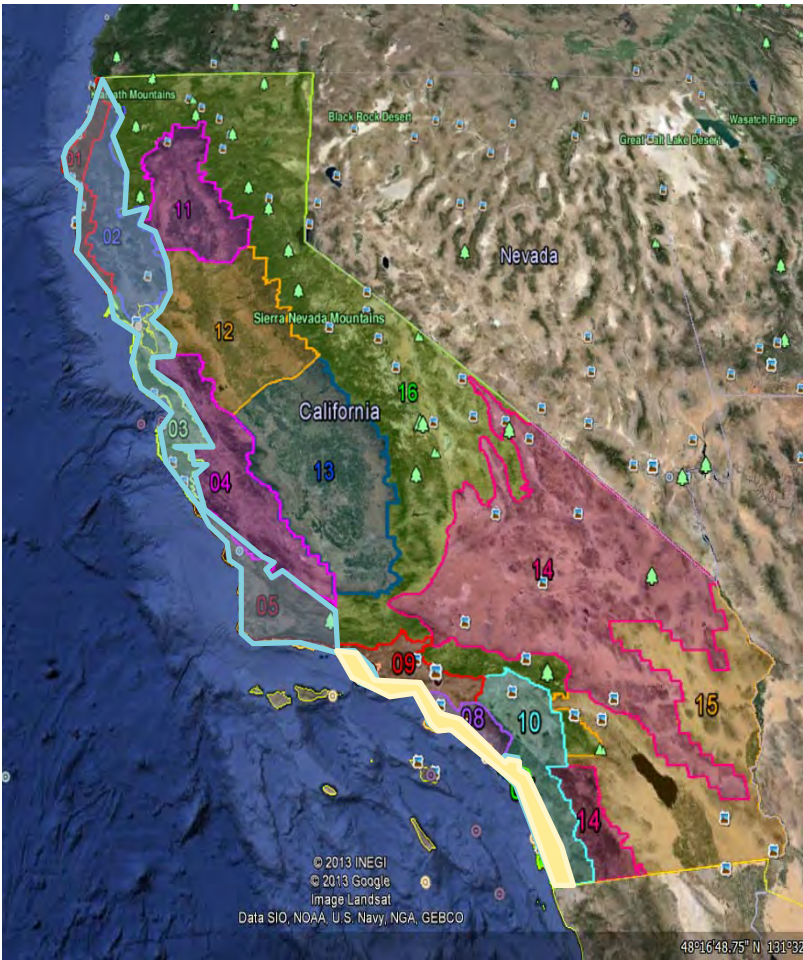 Klamath Mountains
Black Rock Desert
Wasatch Range
Great Salt Lake Desert
01
11
02
Nevada
12
Sierra Nevada Mountains
16
California
03
13
04
14
05
09
15
08
10
14
© 2013 INEGI
© 2013 Google
Image Landsat
Data SIO, NOAA, U.S. Navy, NGA, GEBCO
48°16'48.75" N 131°32